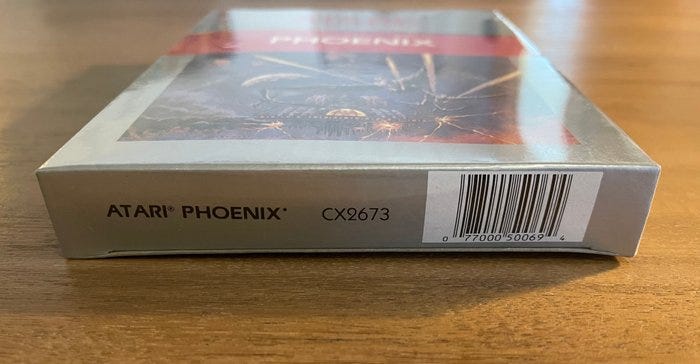 PHOENIX
ATARI® PHOENIX* CX2673
0 77000 50069 4